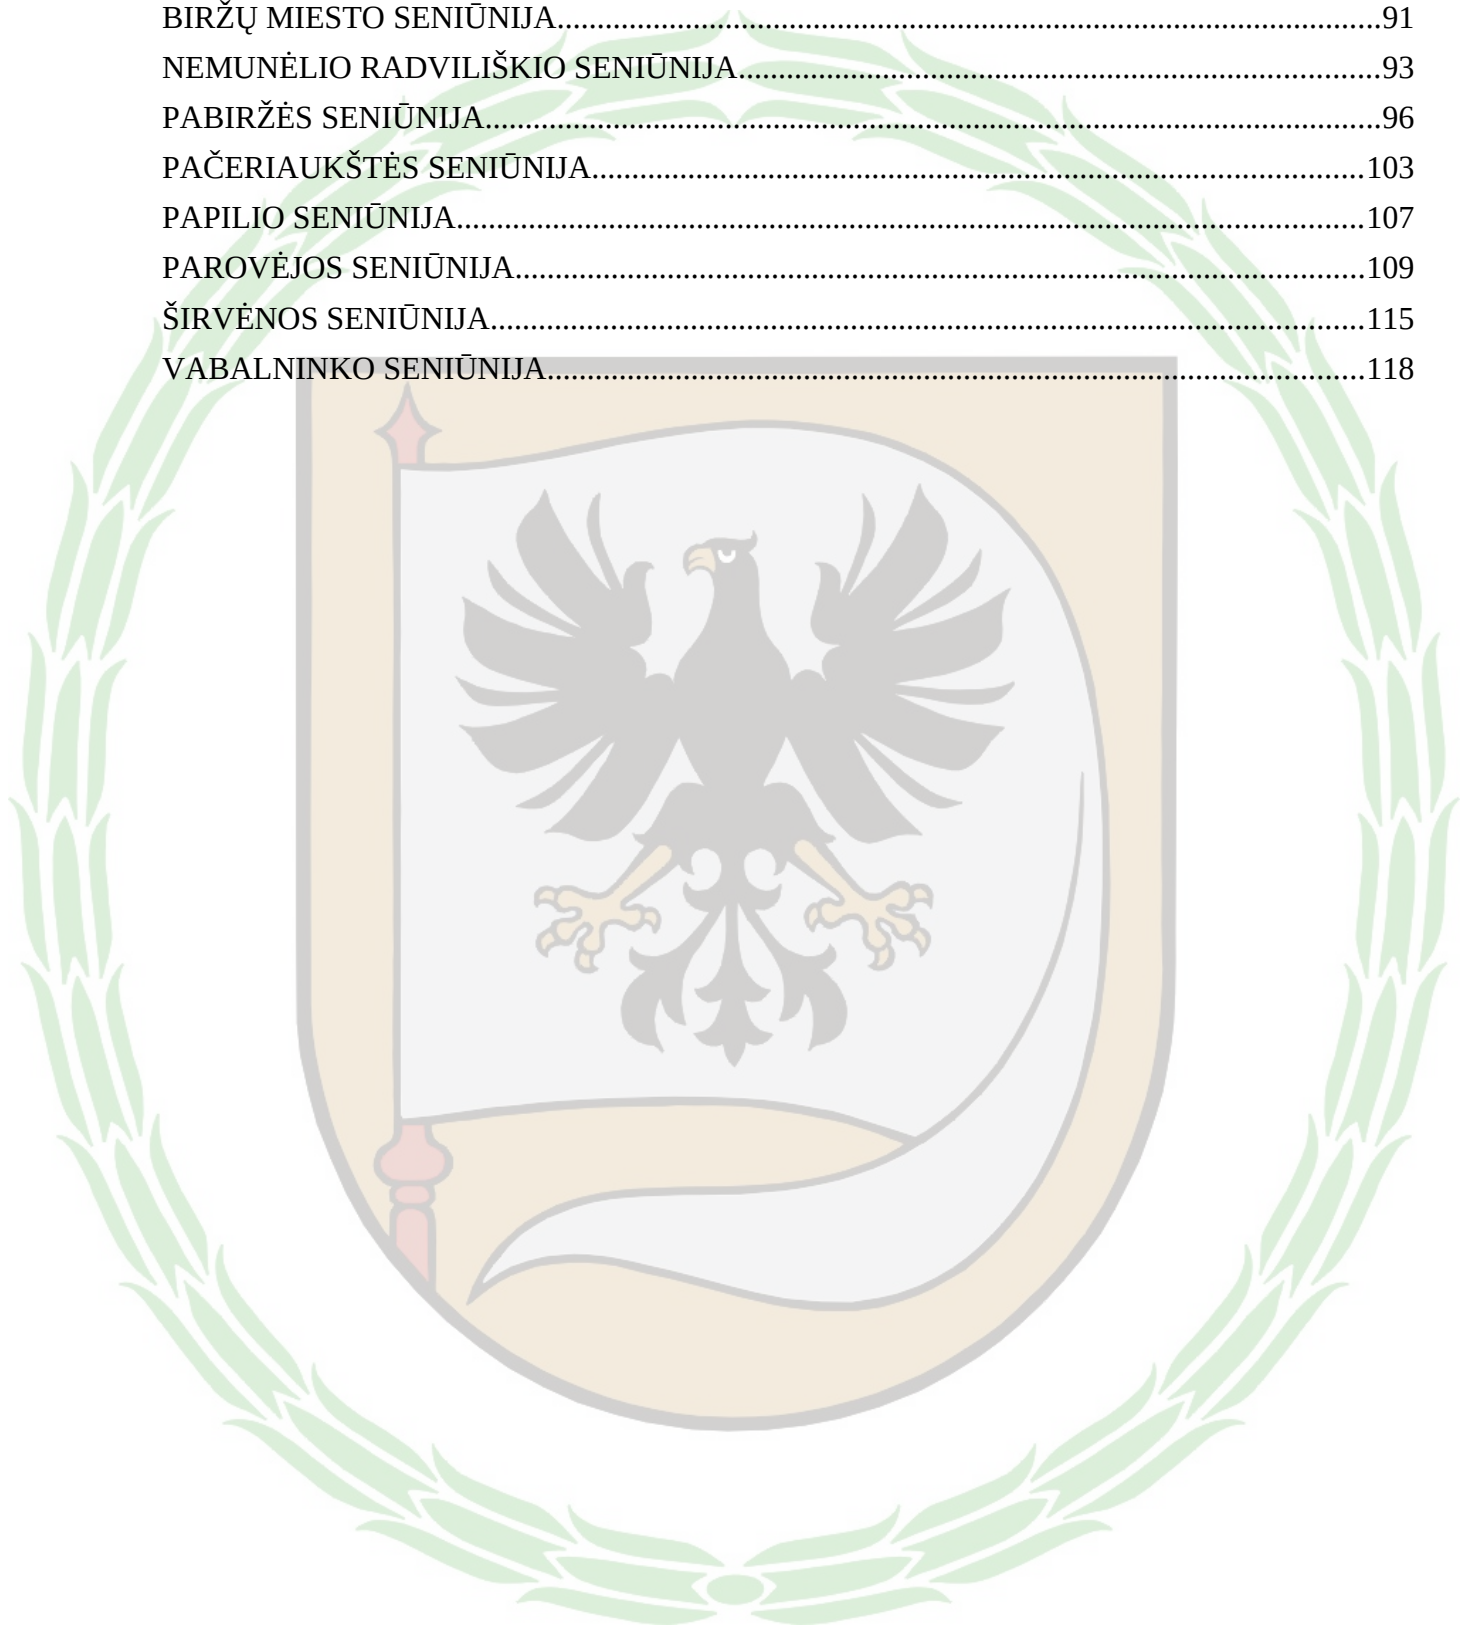 BIRŽŲ MIESTO SENIŪNIJA.......................................................................................................91
NEMUNĖLIO RADVILIŠKIO SENIŪNIJA................................................................................93
PABIRŽĖS SENIŪNIJA................................................................................................................96
PAČERIAUKŠTĖS SENIŪNIJA................................................................................................103
PAPILIO SENIŪNIJA.................................................................................................................107
PAROVĖJOS SENIŪNIJA..........................................................................................................109
ŠIRVĖNOS SENIŪNIJA.............................................................................................................115
VABALNINKO SENIŪNIJA......................................................................................................118